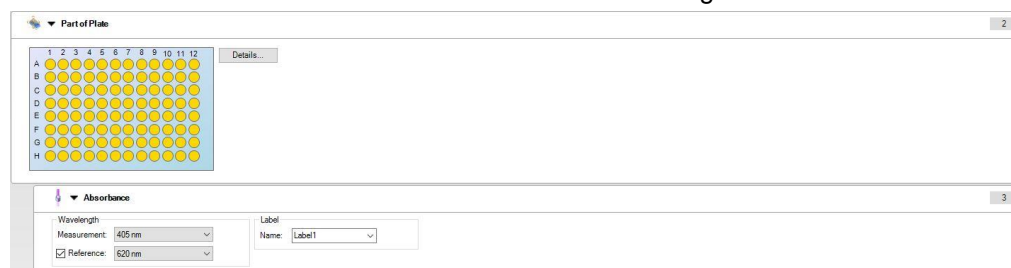 Part of Plate 2
1 2 3 4 5 6 7 8 9 10 11 12
Details...
A
B
C
D
E
F
G
H
Absorbance 3
Wavelength
Measurement: 405 nm
Reference: 620 nm
Label
Name: Label1